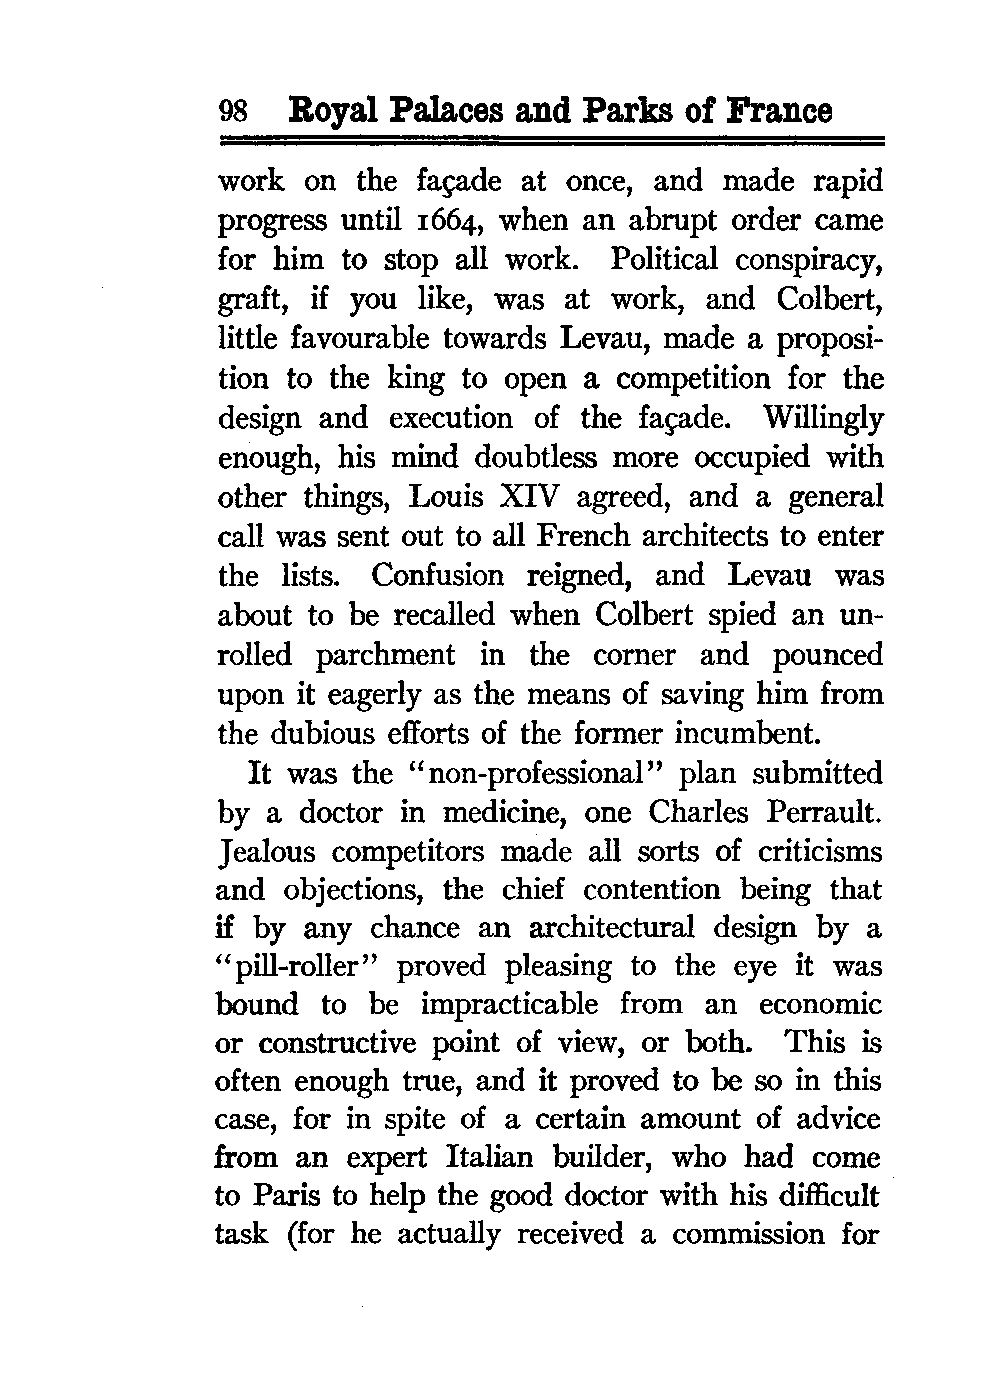 98 Royal Palaces and Parks of France
work on the façade at once, and made rapid
progress until 1664, when an abrupt order came
for him to stop all work. Political conspiracy,
graft, if you like, was at work, and Colbert,
little favourable towards Levau, made a proposi-
tion to the king to open a competition for the
design and execution of the façade. Willingly
enough, his mind doubtless more occupied with
other things, Louis XIV agreed, and a general
call was sent out to all French architects to enter
the lists. Confusion reigned, and Levau was
about to be recalled when Colbert spied an un-
rolled parchment in the corner and pounced
upon it eagerly as the means of saving him from
the dubious efforts of the former incumbent.
It was the "non-professional" plan submitted
by a doctor in medicine, one Charles Perrault.
Jealous competitors made all sorts of criticisms
and objections, the chief contention being that
if by any chance an architectural design by a
"pill-roller" proved pleasing to the eye it was
bound to be impracticable from an economic
or constructive point of view, or both. This is
often enough true, and it proved to be so in this
case, for in spite of a certain amount of advice
from an expert Italian builder, who had come
to Paris to help the good doctor with his difficult
task (for he actually received a commission for